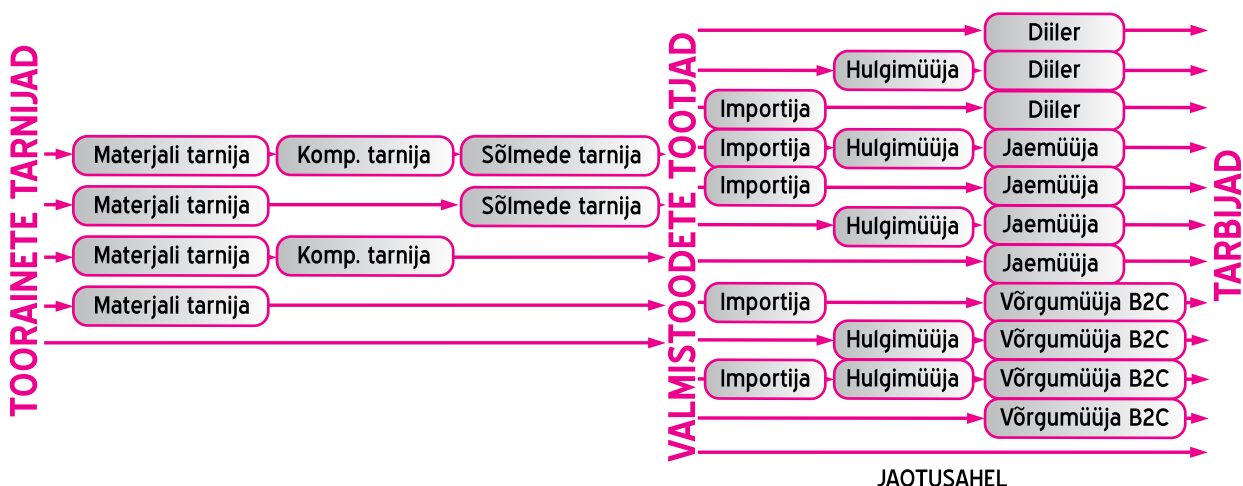 TOORAINETE TARNIJAD
Materjali tarnija Komp. tarnija Sõlmede tarnija
Materjali tarnija Sõlmede tarnija
Materjali tarnija Komp. tarnija
Materjali tarnija
VALMISTOODETE TOOTJAD
Diiler
Hulgimüüja Diiler
Importija Diiler
Importija Hulgimüüja Jaemüüja
Importija Jaemüüja
Hulgimüüja Jaemüüja
Jaemüüja
Importija Võrgumüüja B2C
Hulgimüüja Võrgumüüja B2C
Importija Hulgimüüja Võrgumüüja B2C
Võrgumüüja B2C
TARBIJAD
JAOTUSAHEL